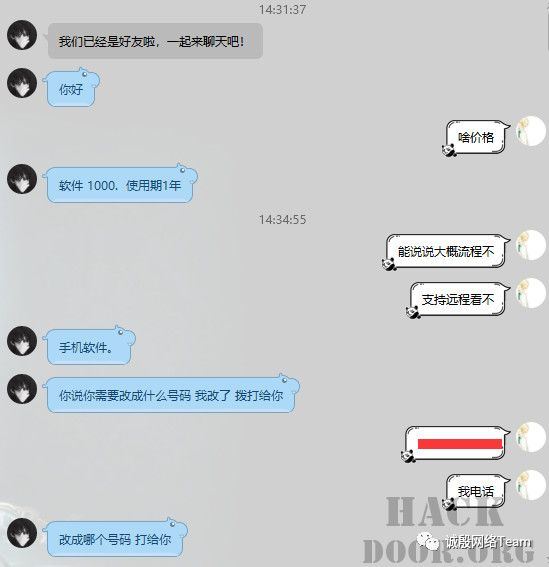 14:31:37
我们已经是好友啦，一起来聊天吧！
你好
啥价格
软件 1000．使用期1年
14:34:55
能说说大概流程不
支持远程看不
手机软件。
你说你需要改成什么号码 我改了 拨打给你
我电话
HACK
诚殷网络Team
DOOR.ORG
改成哪个号码 打给你